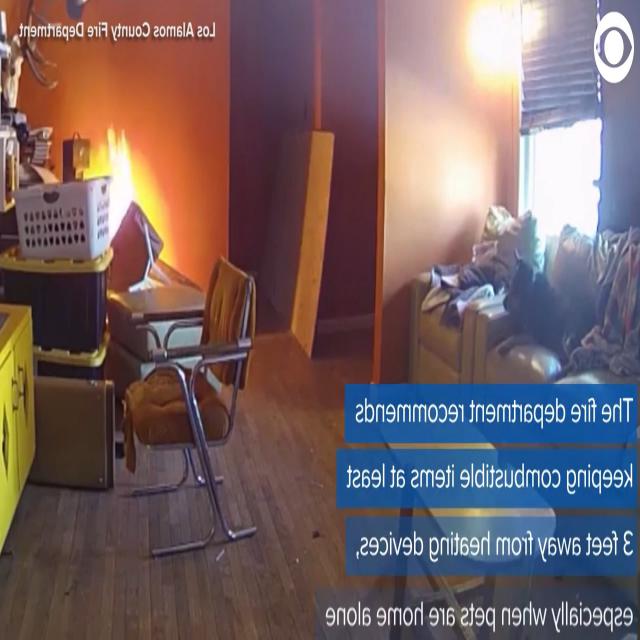 Los Alamos County Fire Department
The fire department recommends
keeping combustible items at least
3 feet away from heating devices,
especially when pets are home alone